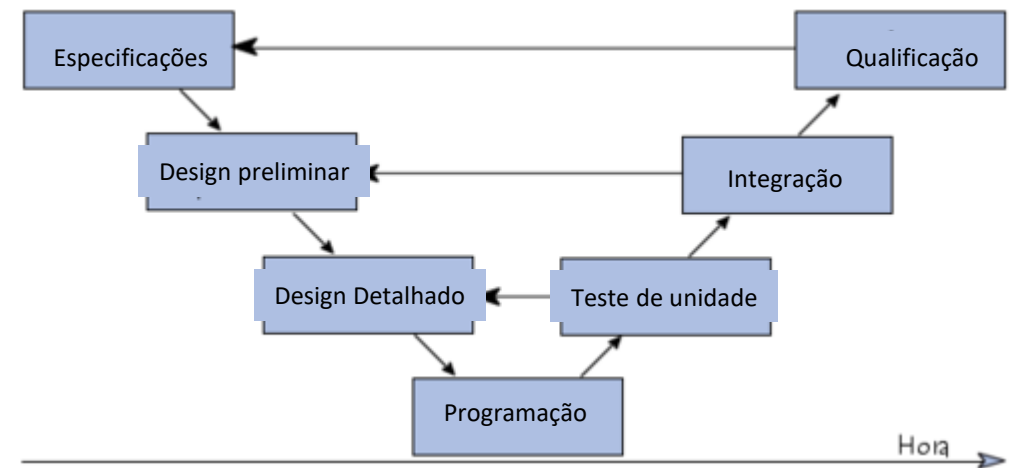 Especificações
Qualificação
Design preliminar
Integração
Design Detalhado
Teste de unidade
Programação
Hora